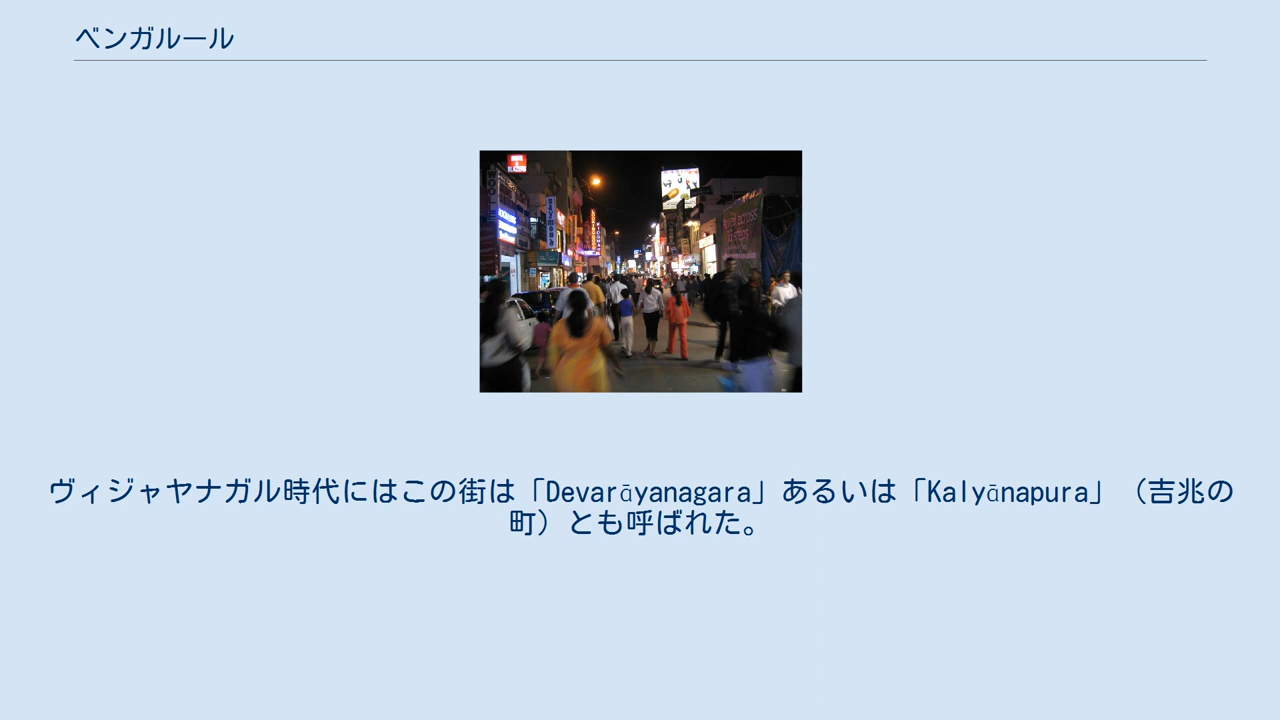 ベンガルール
ヴィジャヤナガル時代にはこの街は「Devarāyanagara」あるいは「Kalyānapura」（吉兆の
町）とも呼ばれた。